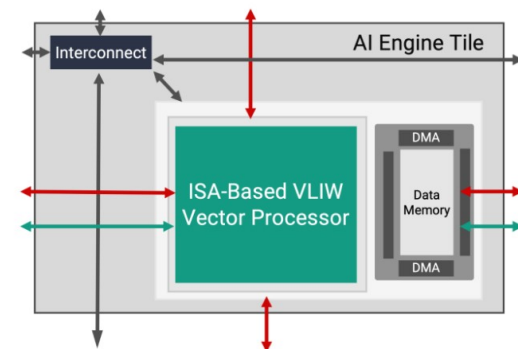 Interconnect
AI Engine Tile
ISA-Based VLIW
Vector Processor
DMA
Data
Memory
DMA